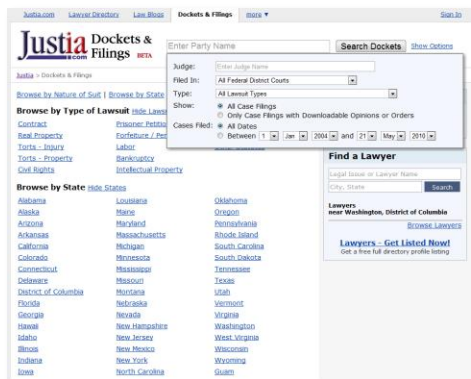 Justia.com Lawyer Directory Law Blogs Dockets & Filings more ▼ Sign In
Justia.com Dockets & Filings BETA
Enter Party Name Search Dockets Show Options
Judge: Enter Judge Name
Filed In: All Federal District Courts
Type: All Lawsuit Types
Show: All Case Filings
Only Case Filings with Downloadable Opinions or Orders
Cases Filed: All Dates
Between 1 Jan 2004 and 21 May 2010
Justia > Dockets & Filings
Browse by Nature of Suit | Browse by State
Browse by Type of Lawsuit Hide Lawsu
Contract Prisoner Petitio
Real Property Forfeiture / Pen
Torts - Injury Labor
Torts - Property Bankruptcy
Civil Rights Intellectual Property
Browse by State Hide States
Alabama Louisiana Oklahoma
Alaska Maine Oregon
Arizona Maryland Pennsylvania
Arkansas Massachusetts Rhode Island
California Michigan South Carolina
Colorado Minnesota South Dakota
Connecticut Mississippi Tennessee
Delaware Missouri Texas
District of Columbia Montana Utah
Florida Nebraska Vermont
Georgia Nevada Virginia
Hawaii New Hampshire Washington
Idaho New Jersey West Virginia
Illinois New Mexico Wisconsin
Indiana New York Wyoming
Iowa North Carolina Guam
Find a Lawyer
Legal Issue or Lawyer Name
City, State Search
Lawyers
near Washington, District of Columbia
Browse Lawyers
Lawyers - Get Listed Now!
Get a free full directory profile listing